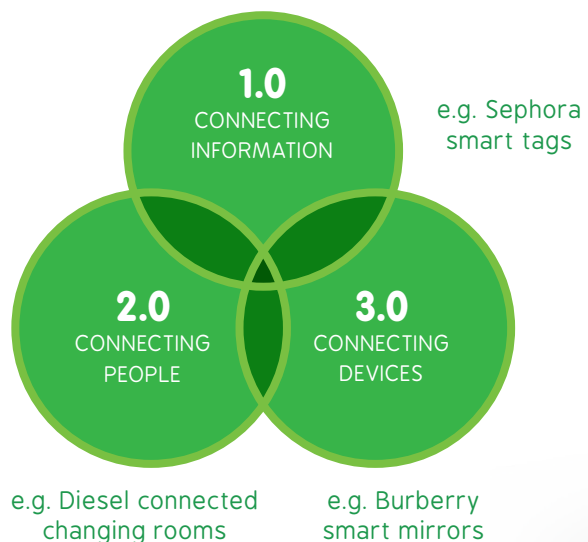 1.0
CONNECTING
INFORMATION
e.g. Sephora
smart tags
2.0
CONNECTING
PEOPLE
3.0
CONNECTING
DEVICES
e.g. Diesel connected
changing rooms
e.g. Burberry
smart mirrors